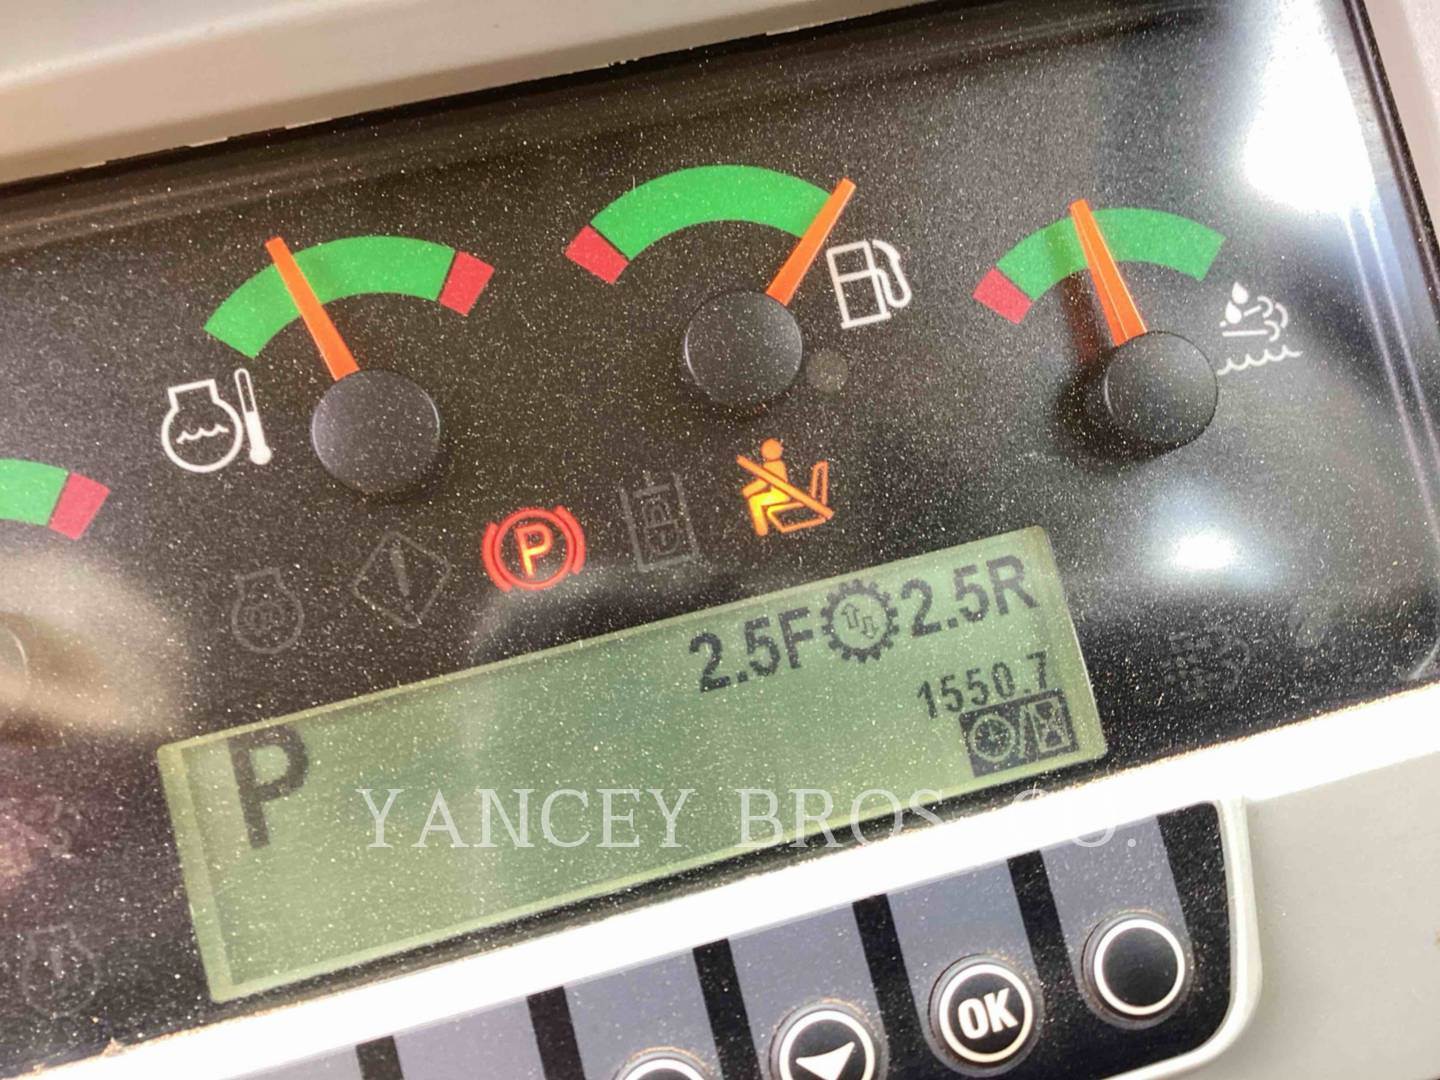 P
2.5F 2.5R
1550.7
P
YANCEY BROS. CO.
OK